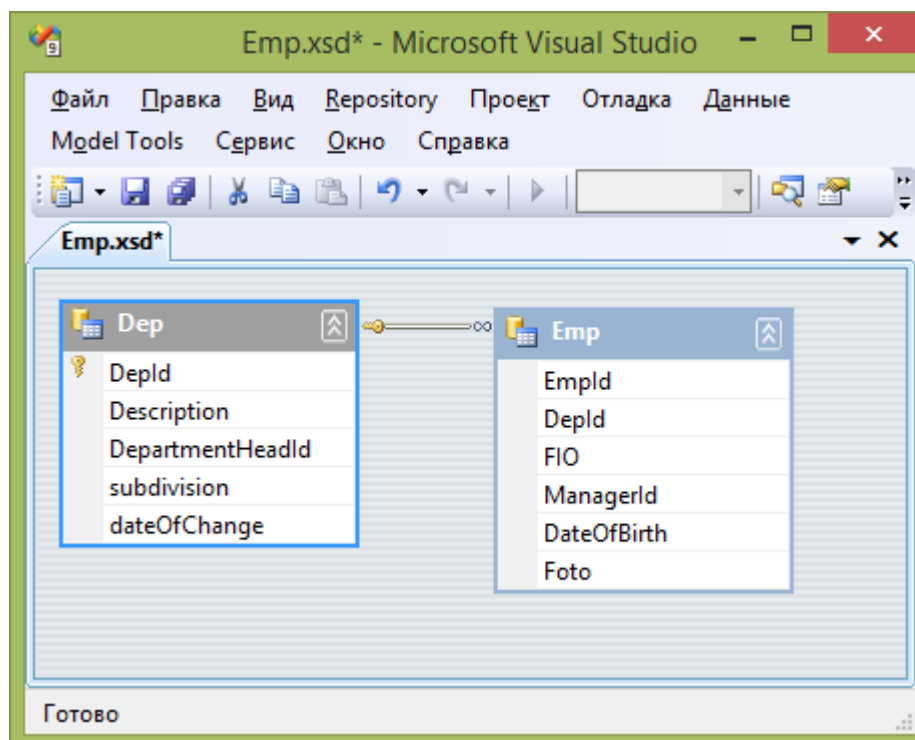 Emp.xsd* - Microsoft Visual Studio
9
Файл Правка Вид Repository Проект Отладка Данные
Model Tools Сервис Окно Справка
Emp.xsd*
Dep
DepId
Description
DepartmentHeadId
subdivision
dateOfChange
Emp
EmpId
DepId
FIO
ManagerId
DateOfBirth
Foto
Готово